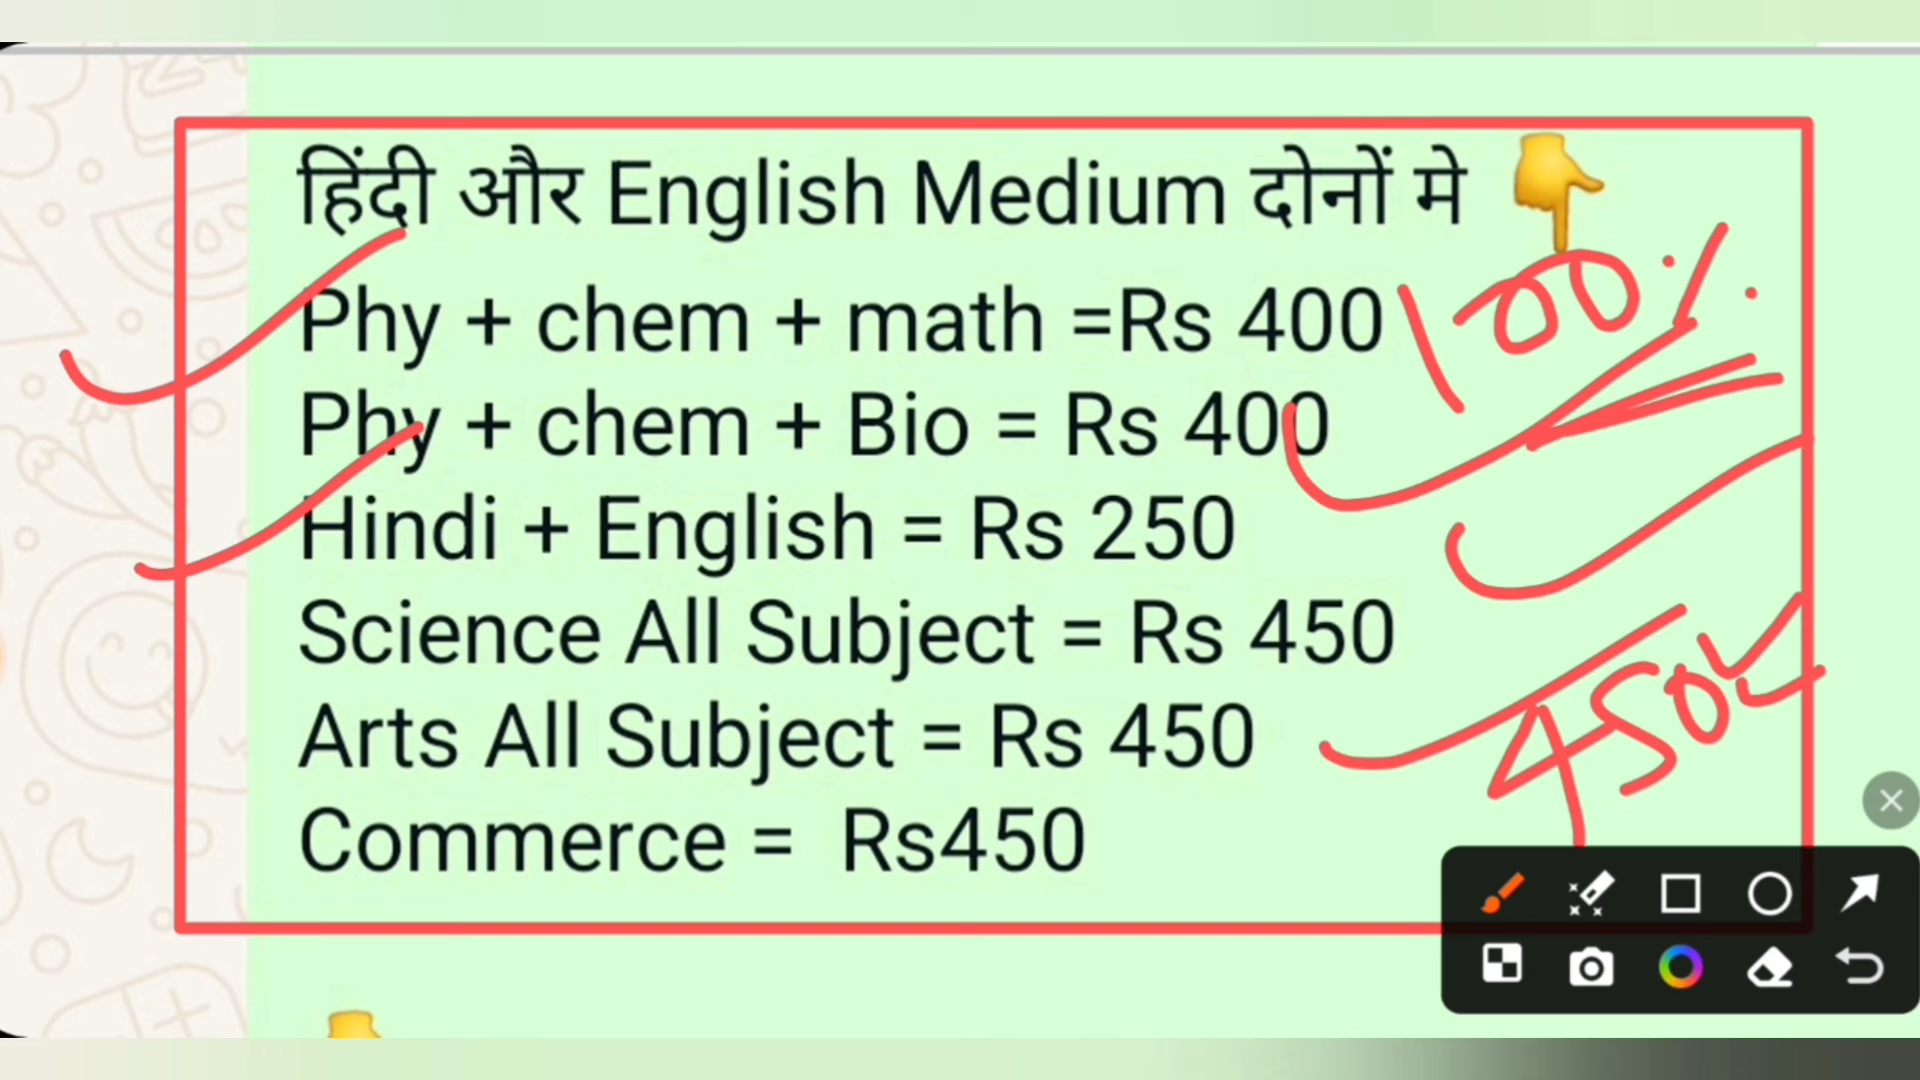 हिंदी और English Medium दोनों मे 👇
Phy + chem + math =Rs 400
100%
Phy + chem + Bio = Rs 400
Hindi + English = Rs 250
Science All Subject = Rs 450
Arts All Subject = Rs 450
450
Commerce = Rs450